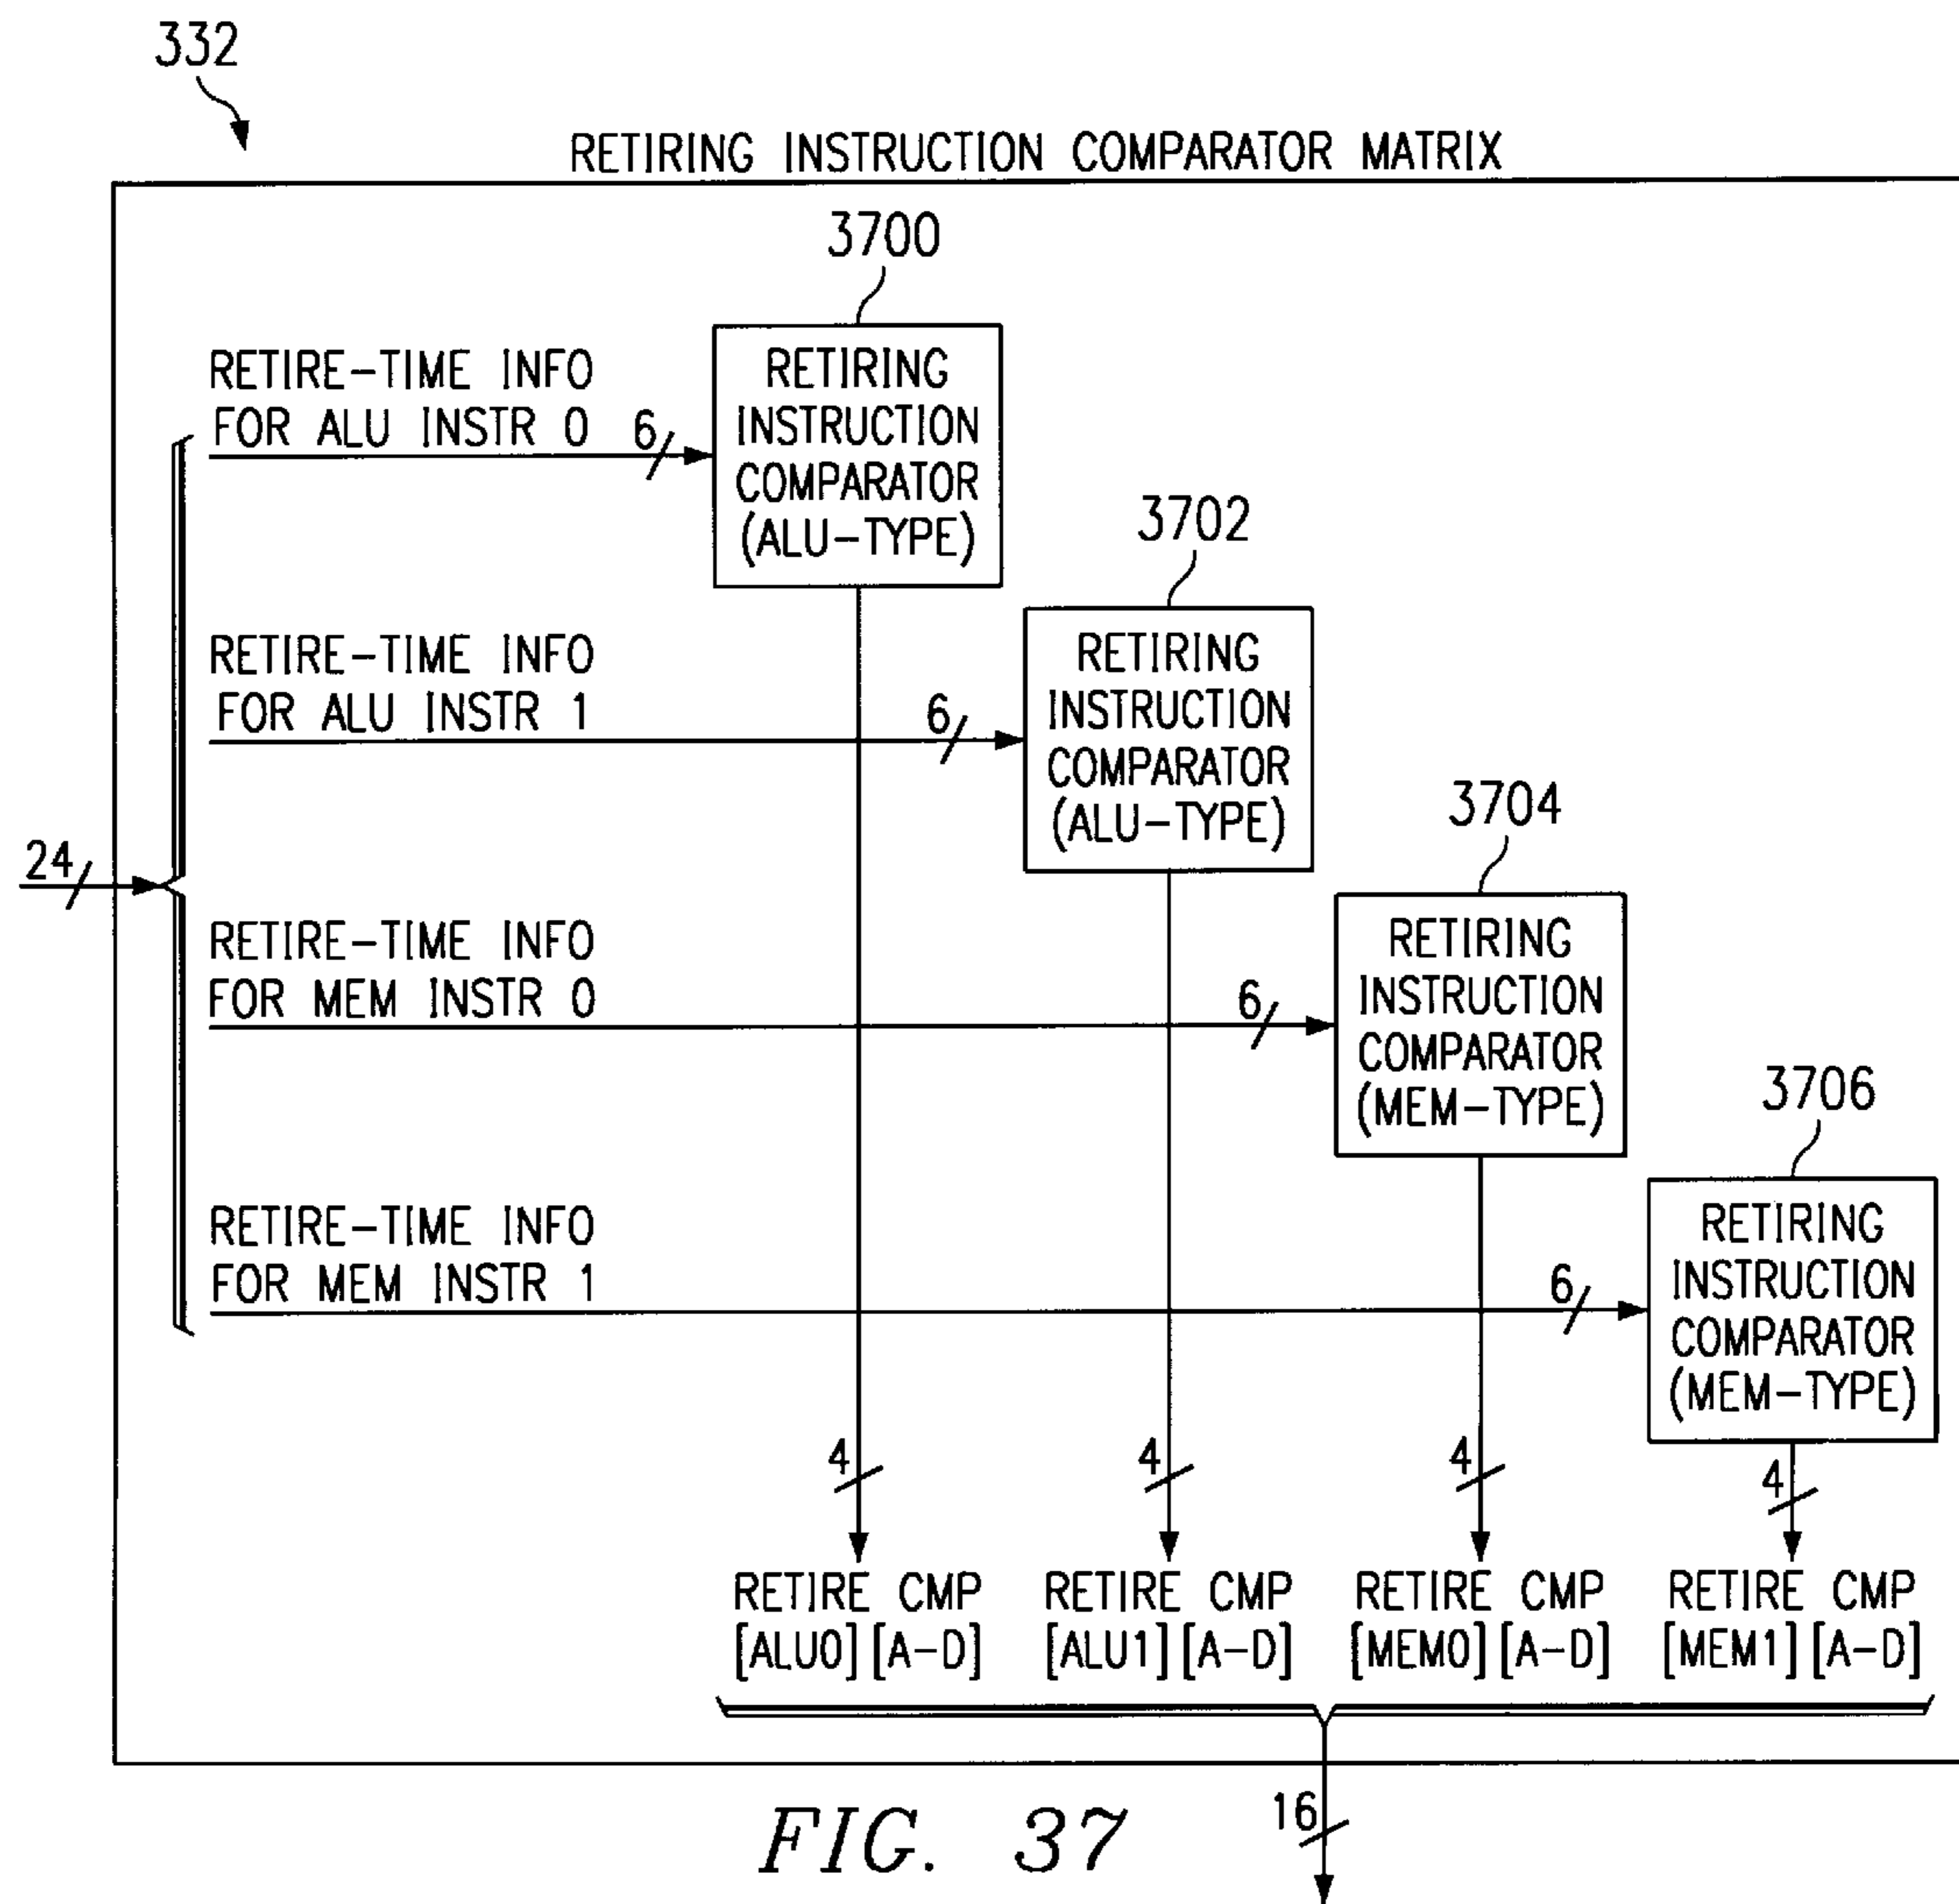 332
RETIRING INSTRUCTION COMPARATOR MATRIX
3700
RETIRE-TIME INFO
FOR ALU INSTR 0
6
RETIRING
INSTRUCTION
COMPARATOR
(ALU-TYPE)
3702
RETIRE-TIME INFO
FOR ALU INSTR 1
6
RETIRING
INSTRUCTION
COMPARATOR
(ALU-TYPE)
3704
24
RETIRE-TIME INFO
FOR MEM INSTR 0
6
RETIRING
INSTRUCTION
COMPARATOR
(MEM-TYPE)
3706
RETIRE-TIME INFO
FOR MEM INSTR 1
6
RETIRING
INSTRUCTION
COMPARATOR
(MEM-TYPE)
4
4
4
4
RETIRE CMP
[ALU0][A-D]
RETIRE CMP
[ALU1][A-D]
RETIRE CMP
[MEM0][A-D]
RETIRE CMP
[MEM1][A-D]
16
FIG. 37